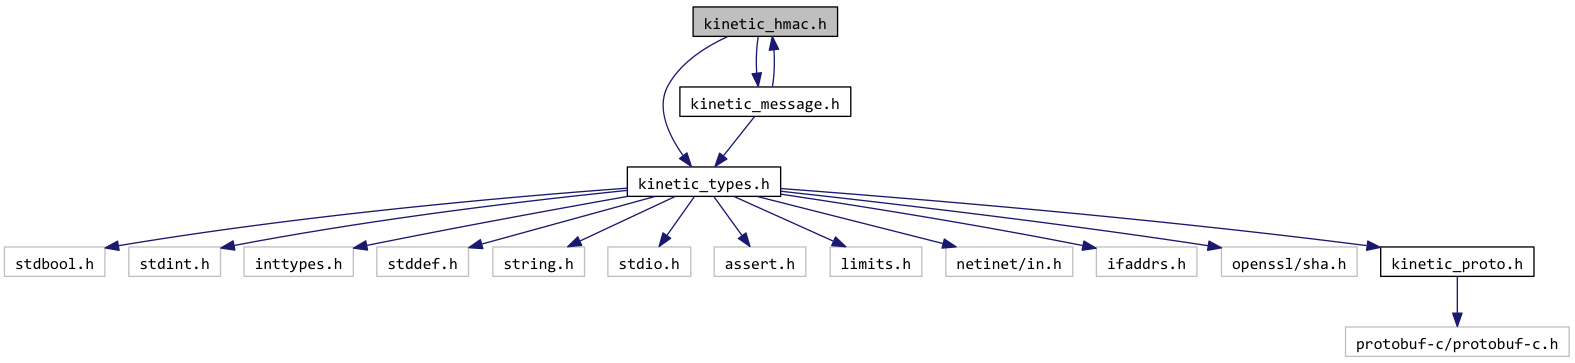 kinetic_hmac.h
kinetic_message.h
kinetic_types.h
stdbool.h
stdint.h
inttypes.h
stddef.h
string.h
stdio.h
assert.h
limits.h
netinet/in.h
ifaddrs.h
openssl/sha.h
kinetic_proto.h
protobuf-c/protobuf-c.h